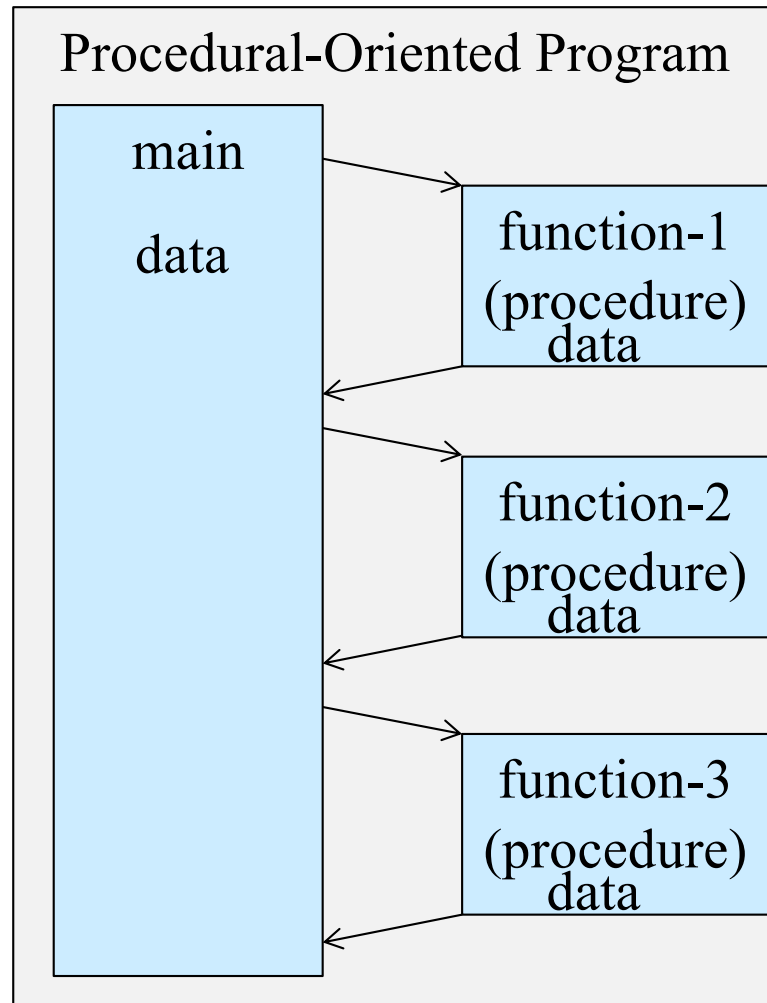 Procedural-Oriented Program
main
data
function-1
(procedure)
data
function-2
(procedure)
data
function-3
(procedure)
data